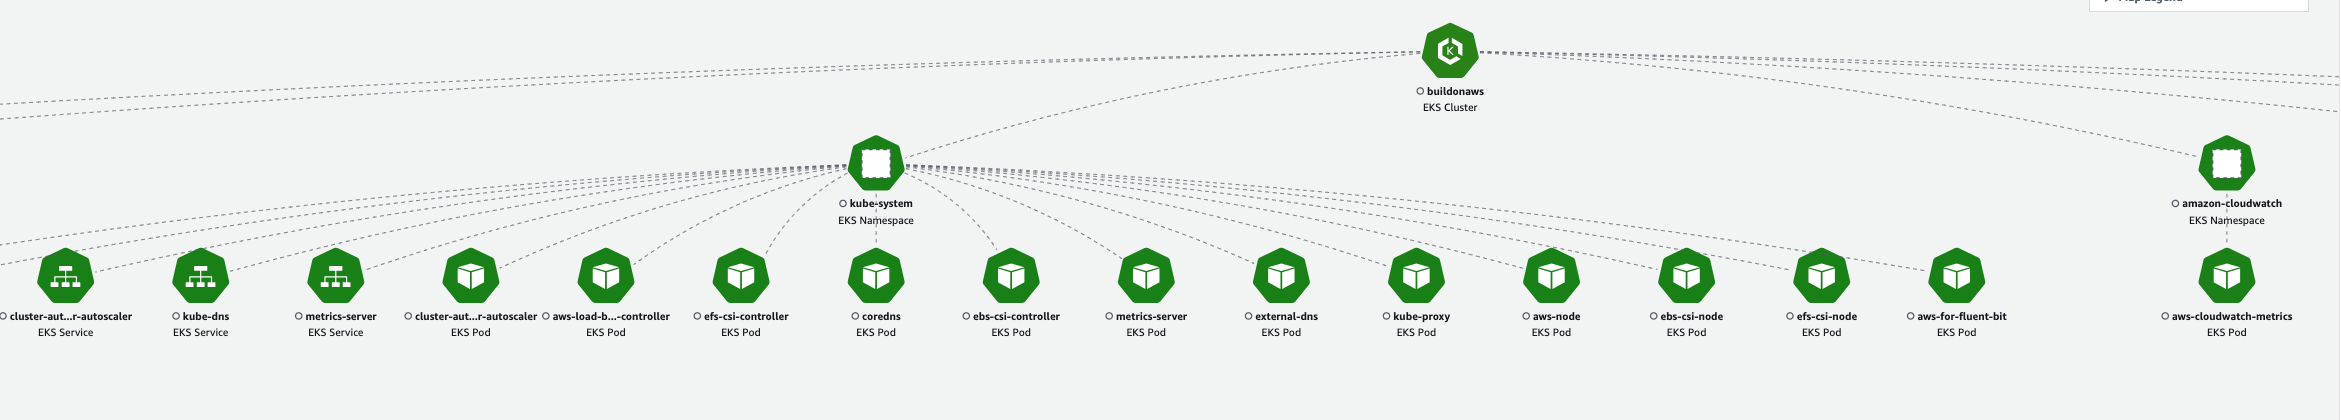 Map Legend
K
buildonaws
EKS Cluster
kube-system
EKS Namespace
amazon-cloudwatch
EKS Namespace
cluster-aut...r-autoscaler
EKS Service
kube-dns
EKS Service
metrics-server
EKS Service
cluster-aut...r-autoscaler
EKS Pod
aws-load-b...-controller
EKS Pod
efs-csi-controller
EKS Pod
coredns
EKS Pod
ebs-csi-controller
EKS Pod
metrics-server
EKS Pod
external-dns
EKS Pod
kube-proxy
EKS Pod
aws-node
EKS Pod
ebs-csi-node
EKS Pod
efs-csi-node
EKS Pod
aws-for-fluent-bit
EKS Pod
aws-cloudwatch-metrics
EKS Pod